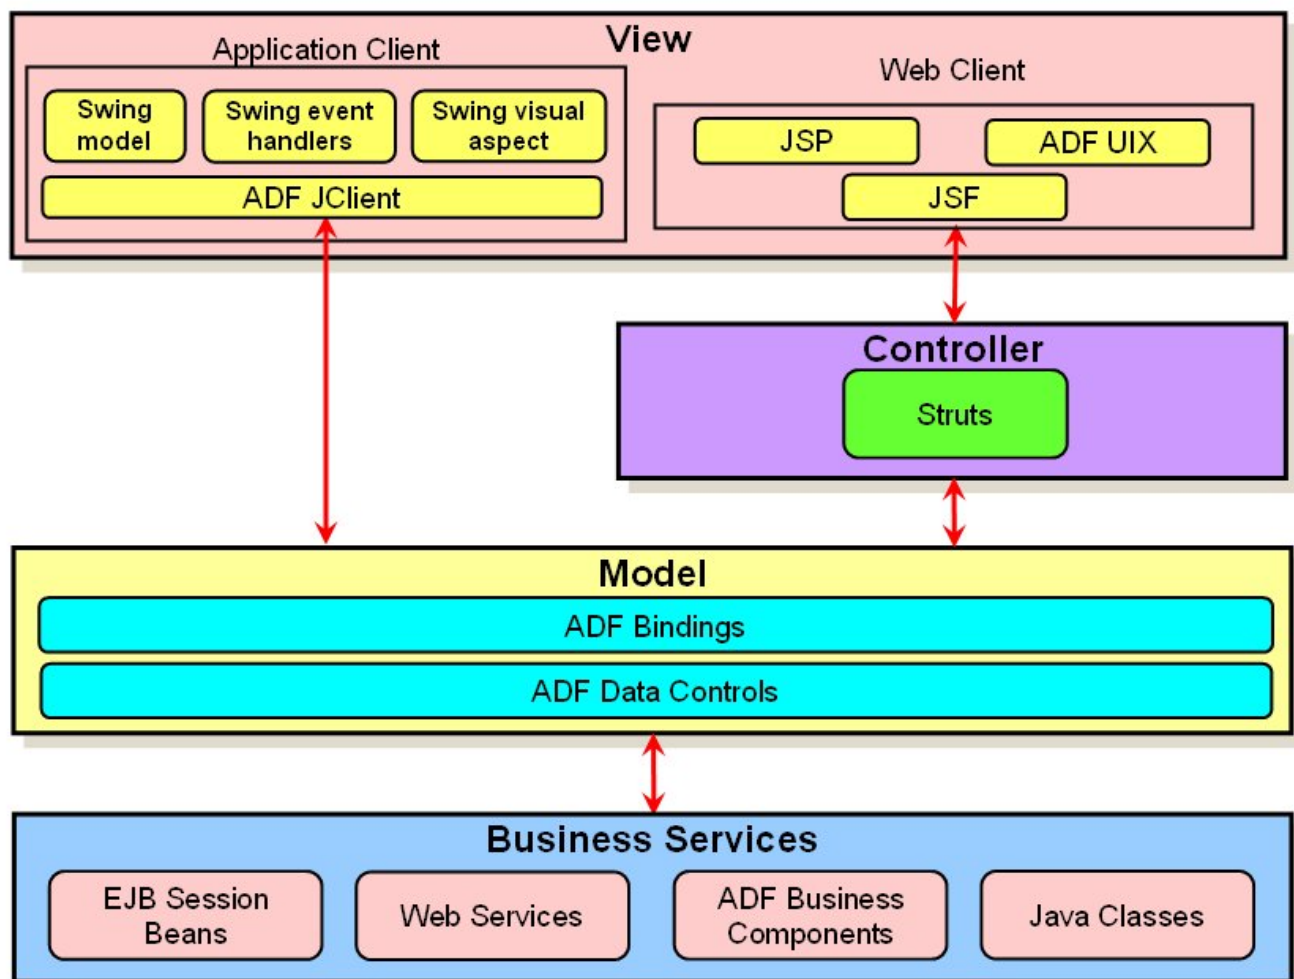 View
Application Client
Web Client
Swing
model
Swing event
handlers
Swing visual
aspect
ADF JClient
JSP
ADF UIX
JSF
Controller
Struts
Model
ADF Bindings
ADF Data Controls
Business Services
EJB Session
Beans
Web Services
ADF Business
Components
Java Classes